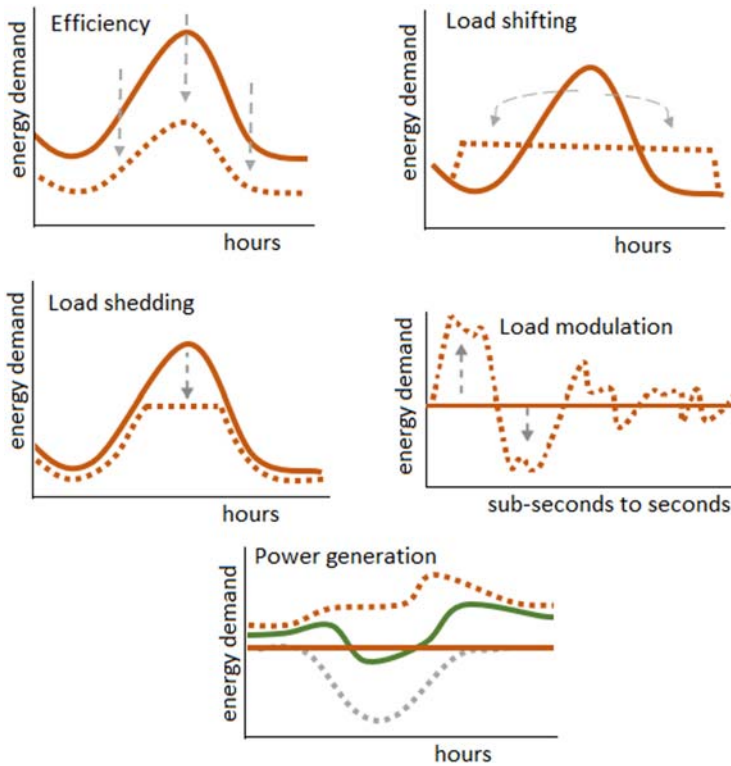 Efficiency
energy demand
hours
Load shifting
energy demand
hours
Load shedding
energy demand
hours
Load modulation
energy demand
sub-seconds to seconds
Power generation
energy demand
hours